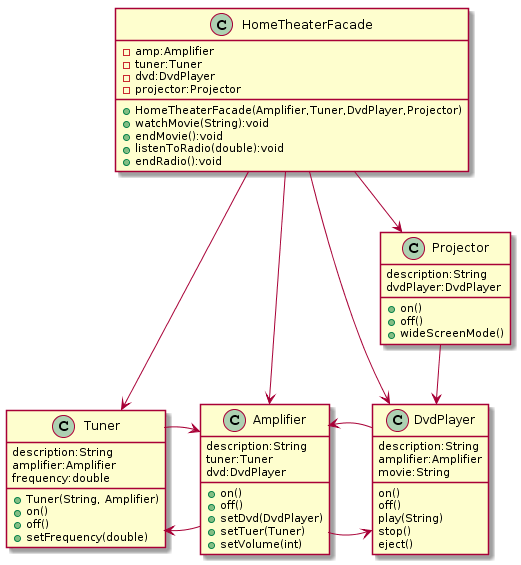 C HomeTheaterFacade
amp:Amplifier
tuner:Tuner
dvd:DvdPlayer
projector:Projector
HomeTheaterFacade(Amplifier,Tuner,DvdPlayer,Projector)
watchMovie(String):void
endMovie():void
listenToRadio(double):void
endRadio():void
C Projector
description:String
dvdPlayer:DvdPlayer
on()
off()
wideScreenMode()
C Tuner
description:String
amplifier:Amplifier
frequency:double
Tuner(String, Amplifier)
on()
off()
setFrequency(double)
C Amplifier
description:String
tuner:Tuner
dvd:DvdPlayer
on()
off()
setDvd(DvdPlayer)
setTuer(Tuner)
setVolume(int)
C DvdPlayer
description:String
amplifier:Amplifier
movie:String
on()
off()
play(String)
stop()
eject()